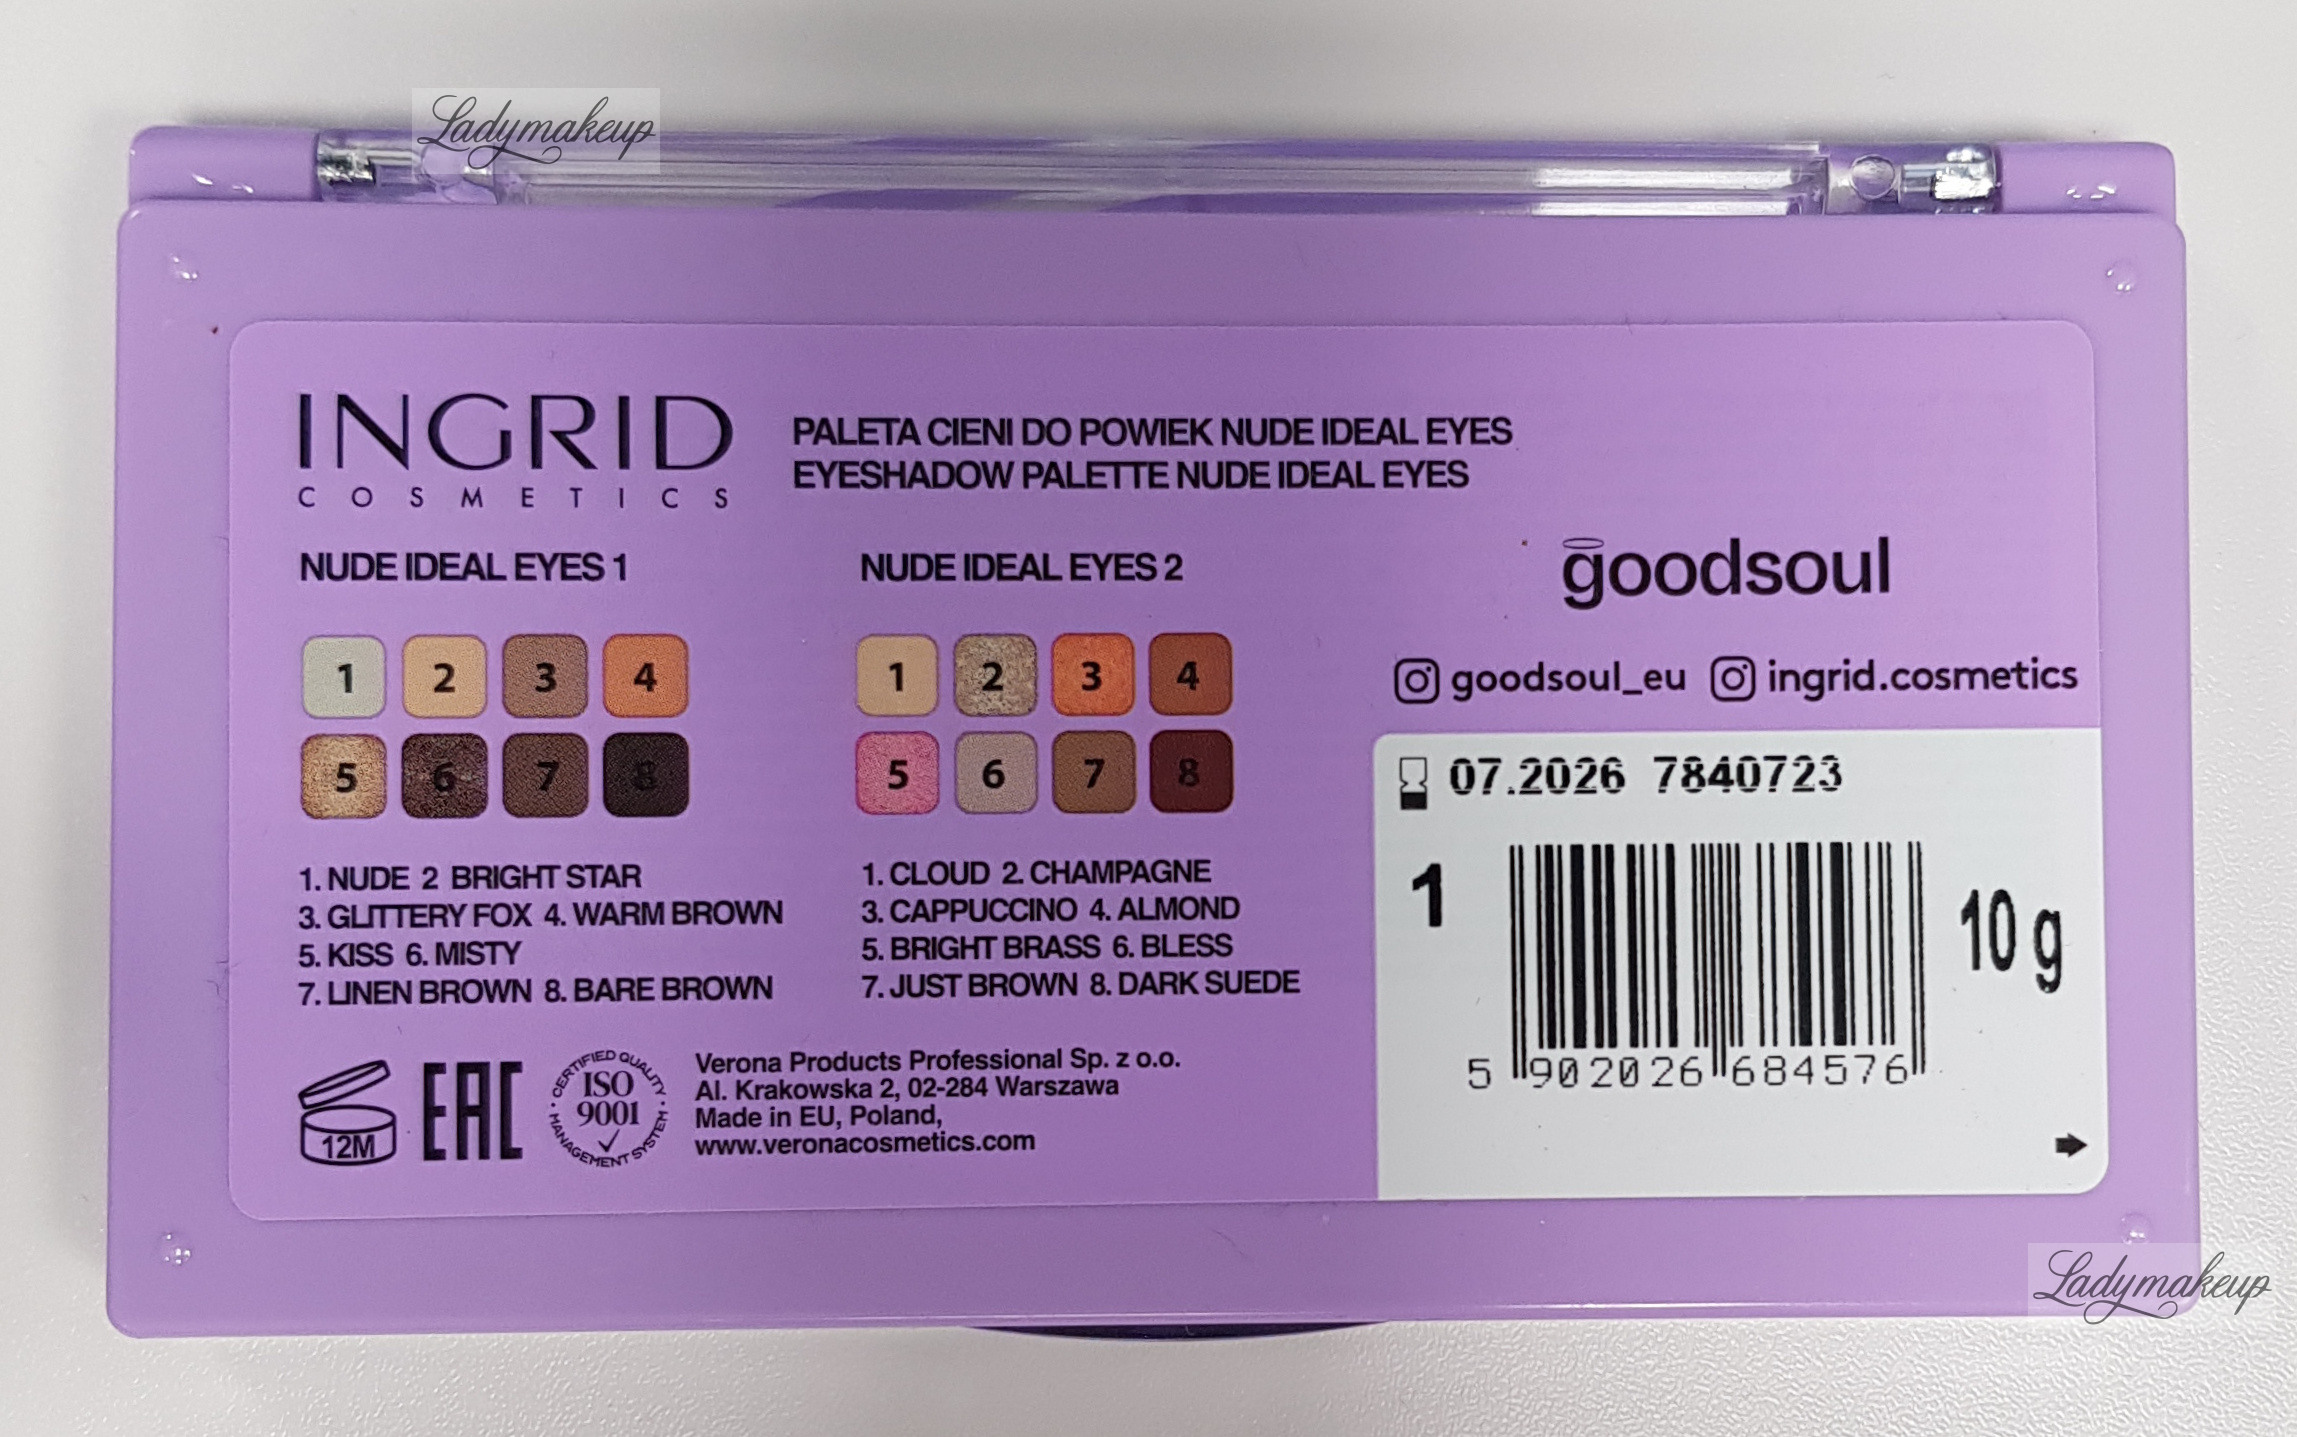 Ladymakeup
INGRID
COSMETICS
PALETA CIENI DO POWIEK NUDE IDEAL EYES
EYESHADOW PALETTE NUDE IDEAL EYES
NUDE IDEAL EYES 1
1 2 3 4
5 6 7 8
1. NUDE 2 BRIGHT STAR
3. GLITTERY FOX 4. WARM BROWN
5. KISS 6. MISTY
7. LINEN BROWN 8. BARE BROWN
NUDE IDEAL EYES 2
1 2 3 4
5 6 7 8
1. CLOUD 2. CHAMPAGNE
3. CAPPUCCINO 4. ALMOND
5. BRIGHT BRASS 6. BLESS
7. JUST BROWN 8. DARK SUEDE
goodsoul
goodsoul_eu ingrid.cosmetics
07.2026 7840723
1
10 g
5 902026 684576
12M
EAC
CERTIFIED QUALITY
ISO
9001
MANAGEMENT SYSTEM
Verona Products Professional Sp. z o.o.
Al. Krakowska 2, 02-284 Warszawa
Made in EU, Poland,
www.veronacosmetics.com
Ladymakeup